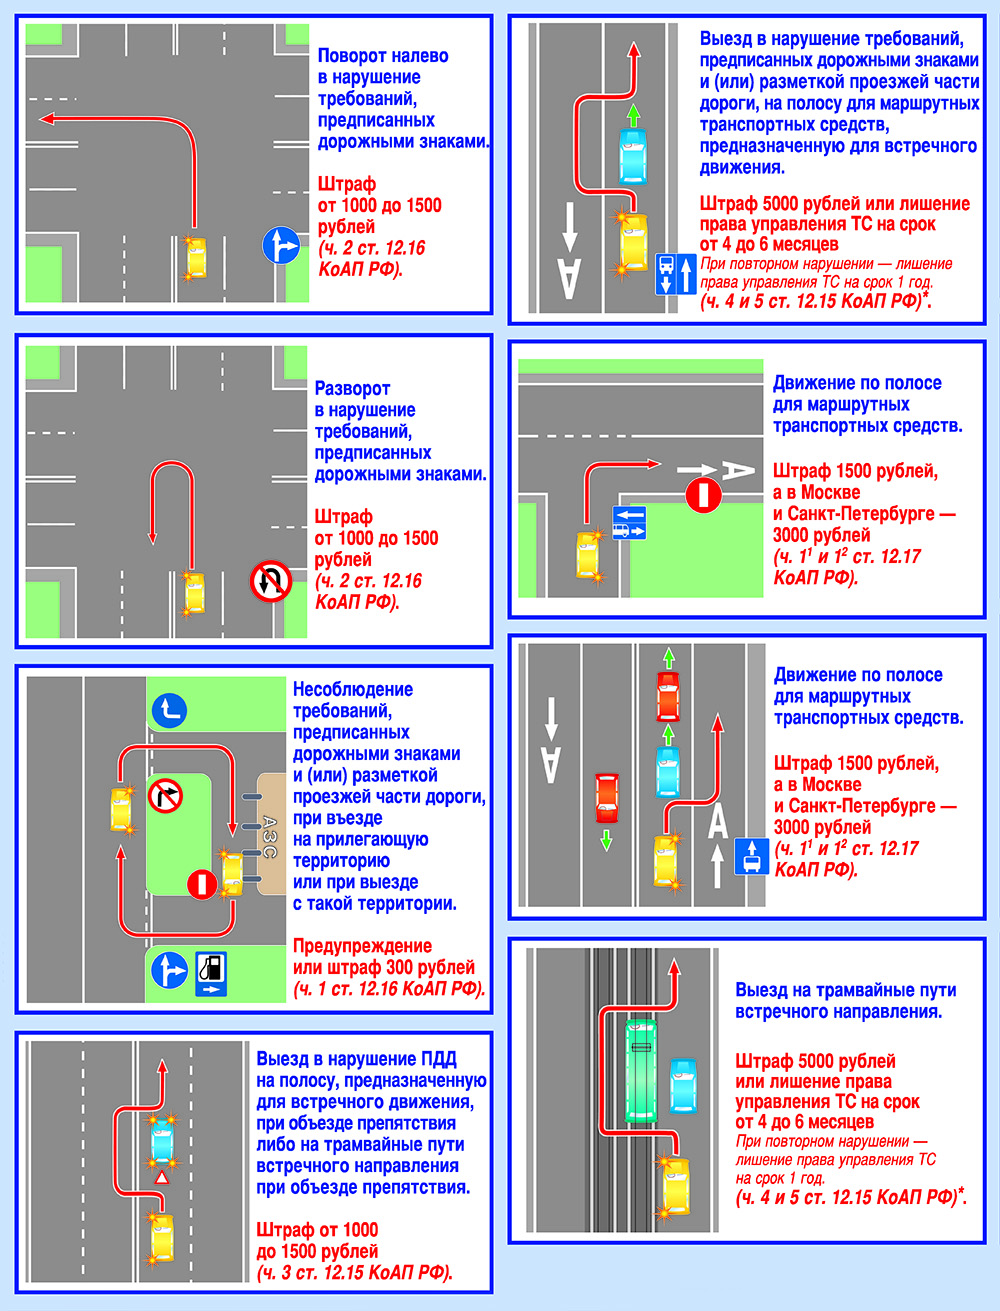 Поворот налево
в нарушение
требований,
предписанных
дорожными знаками.
Штраф
от 1000 до 1500
рублей
(ч. 2 ст. 12.16
КоАП РФ).
Разворот
в нарушение
требований,
предписанных
дорожными знаками.
Штраф
от 1000 до 1500
рублей
(ч. 2 ст. 12.16
КоАП РФ).
Несоблюдение
требований,
предписанных
дорожными знаками
и (или) разметкой
проезжей части дороги,
при въезде
на прилегающую
территорию
или при выезде
с такой территории.
Предупреждение
или штраф 300 рублей
(ч. 1 ст. 12.16 КоАП РФ).
АЗС
Выезд в нарушение ПДД
на полосу, предназначенную
для встречного движения,
при объезде препятствия
либо на трамвайные пути
встречного направления
при объезде препятствия.
Штраф от 1000
до 1500 рублей
(ч. 3 ст. 12.15 КоАП РФ).
Выезд в нарушение требований,
предписанных дорожными знаками
и (или) разметкой проезжей части
дороги, на полосу для маршрутных
транспортных средств,
предназначенную для встречного
движения.
Штраф 5000 рублей или лишение
права управления ТС на срок
от 4 до 6 месяцев
При повторном нарушении — лишение
права управления ТС на срок 1 год.
(ч. 4 и 5 ст. 12.15 КоАП РФ)*.
А
Движение по полосе
для маршрутных
транспортных средств.
Штраф 1500 рублей,
а в Москве
и Санкт-Петербурге —
3000 рублей
(ч. 1¹ и 1² ст. 12.17
КоАП РФ).
А
Движение по полосе
для маршрутных
транспортных средств.
Штраф 1500 рублей,
а в Москве
и Санкт-Петербурге —
3000 рублей
(ч. 1¹ и 1² ст. 12.17
КоАП РФ).
А
А
Выезд на трамвайные пути
встречного направления.
Штраф 5000 рублей
или лишение права
управления ТС на срок
от 4 до 6 месяцев
При повторном нарушении —
лишение права управления ТС
на срок 1 год.
(ч. 4 и 5 ст. 12.15 КоАП РФ)*.